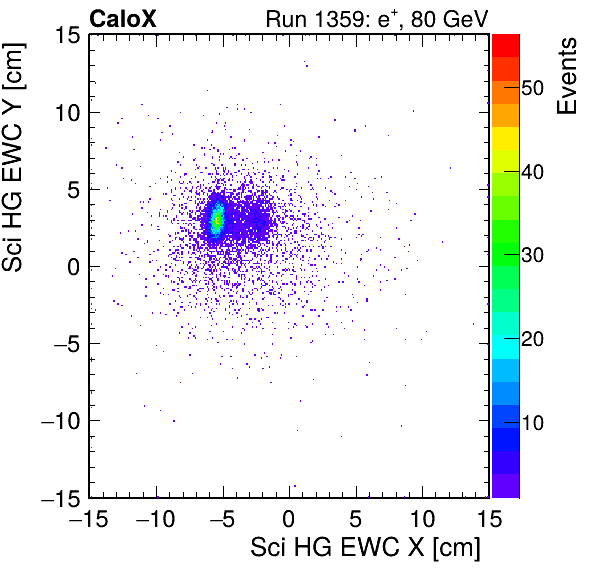 CaloX
Run 1359: e+, 80 GeV
Sci HG EWC Y [cm]
15
10
5
0
−5
−10
−15
−15 −10 −5 0 5 10 15
Sci HG EWC X [cm]
50
40
30
20
10
Events